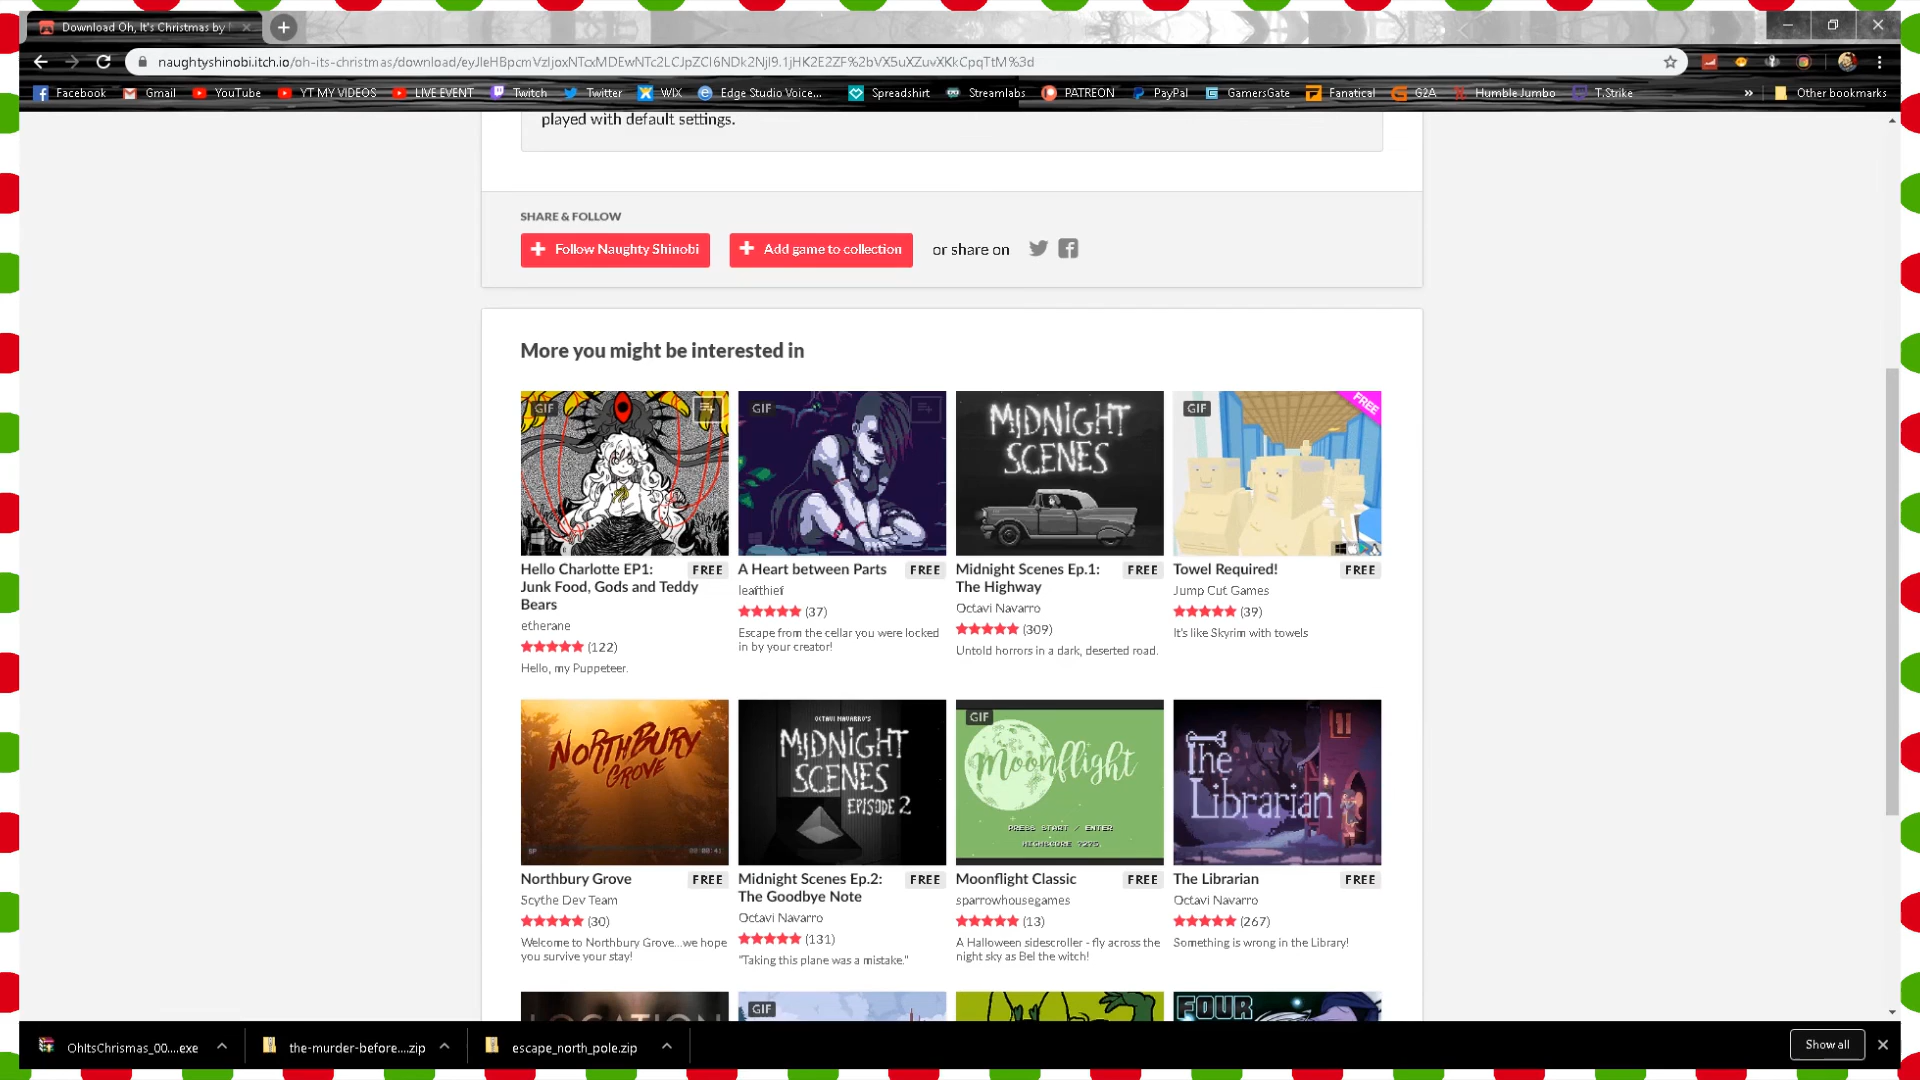 Download Oh, It's Christmas by
naughtyshinobi.itch.io/oh-its-christmas/download/
Facebook Gmail YouTube YT MY VIDEOS LIVE EVENT Twitch Twitter WIX Edge Studio Voice... Spreadshirt Streamlabs PATREON PayPal GamersGate Fanatical G2A Humble Jumbo T.Strike » Other bookmarks
played with default settings.
SHARE & FOLLOW
Follow Naughty Shinobi Add game to collection or share on
More you might be interested in
GIF
GIF
MIDNIGHT
SCENES
GIF
FREE
Hello Charlotte EP1:
Junk Food, Gods and Teddy
Bears
FREE
etherane
(122)
Hello, my Puppeteer.
A Heart between Parts
FREE
leafthief
(37)
Escape from the cellar you were locked
in by your creator!
Midnight Scenes Ep.1:
The Highway
FREE
Octavi Navarro
(309)
Untold horrors in a dark, deserted road.
Towel Required!
FREE
Jump Cut Games
(39)
It's like Skyrim with towels
NORTHBURY
GROVE
OCTAVI NAVARRO'S
MIDNIGHT
SCENES
EPISODE 2
GIF
Moonflight
PRESS START / ENTER
The
Librarian
Northbury Grove
FREE
Scythe Dev Team
(30)
Welcome to Northbury Grove...we hope
you survive your stay!
Midnight Scenes Ep.2:
The Goodbye Note
FREE
Octavi Navarro
(131)
"Taking this plane was a mistake."
Moonflight Classic
FREE
sparrowhousegames
(13)
A Halloween sidescroller - fly across the
night sky as Bel the witch!
The Librarian
FREE
Octavi Navarro
(267)
Something is wrong in the Library!
LOCATION
GIF
FOUR
OhItsChrismas_00....exe the-murder-before....zip escape_north_pole.zip Show all